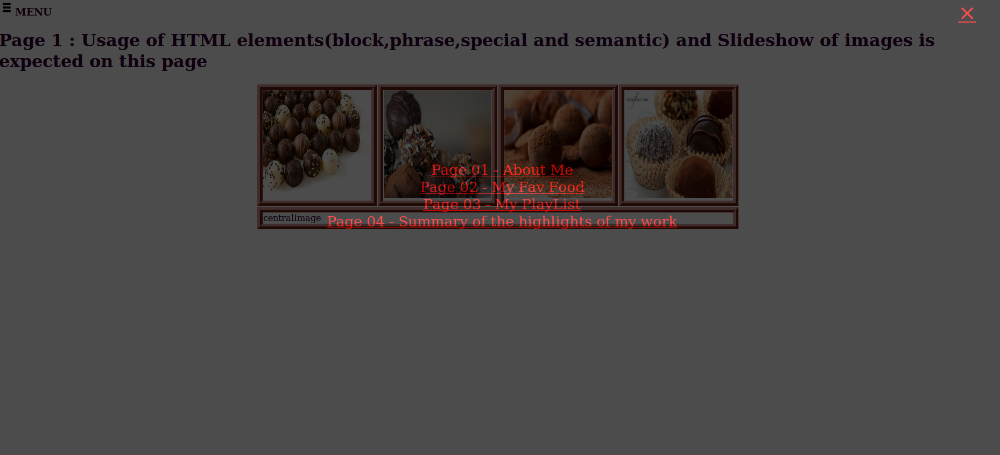 MENU
×
Page 1 : Usage of HTML elements(block,phrase,special and semantic) and Slideshow of images is
expected on this page
Page 01 - About Me
Page 02 - My Fav Food
Page 03 - My PlayList
centralImage
Page 04 - Summary of the highlights of my work